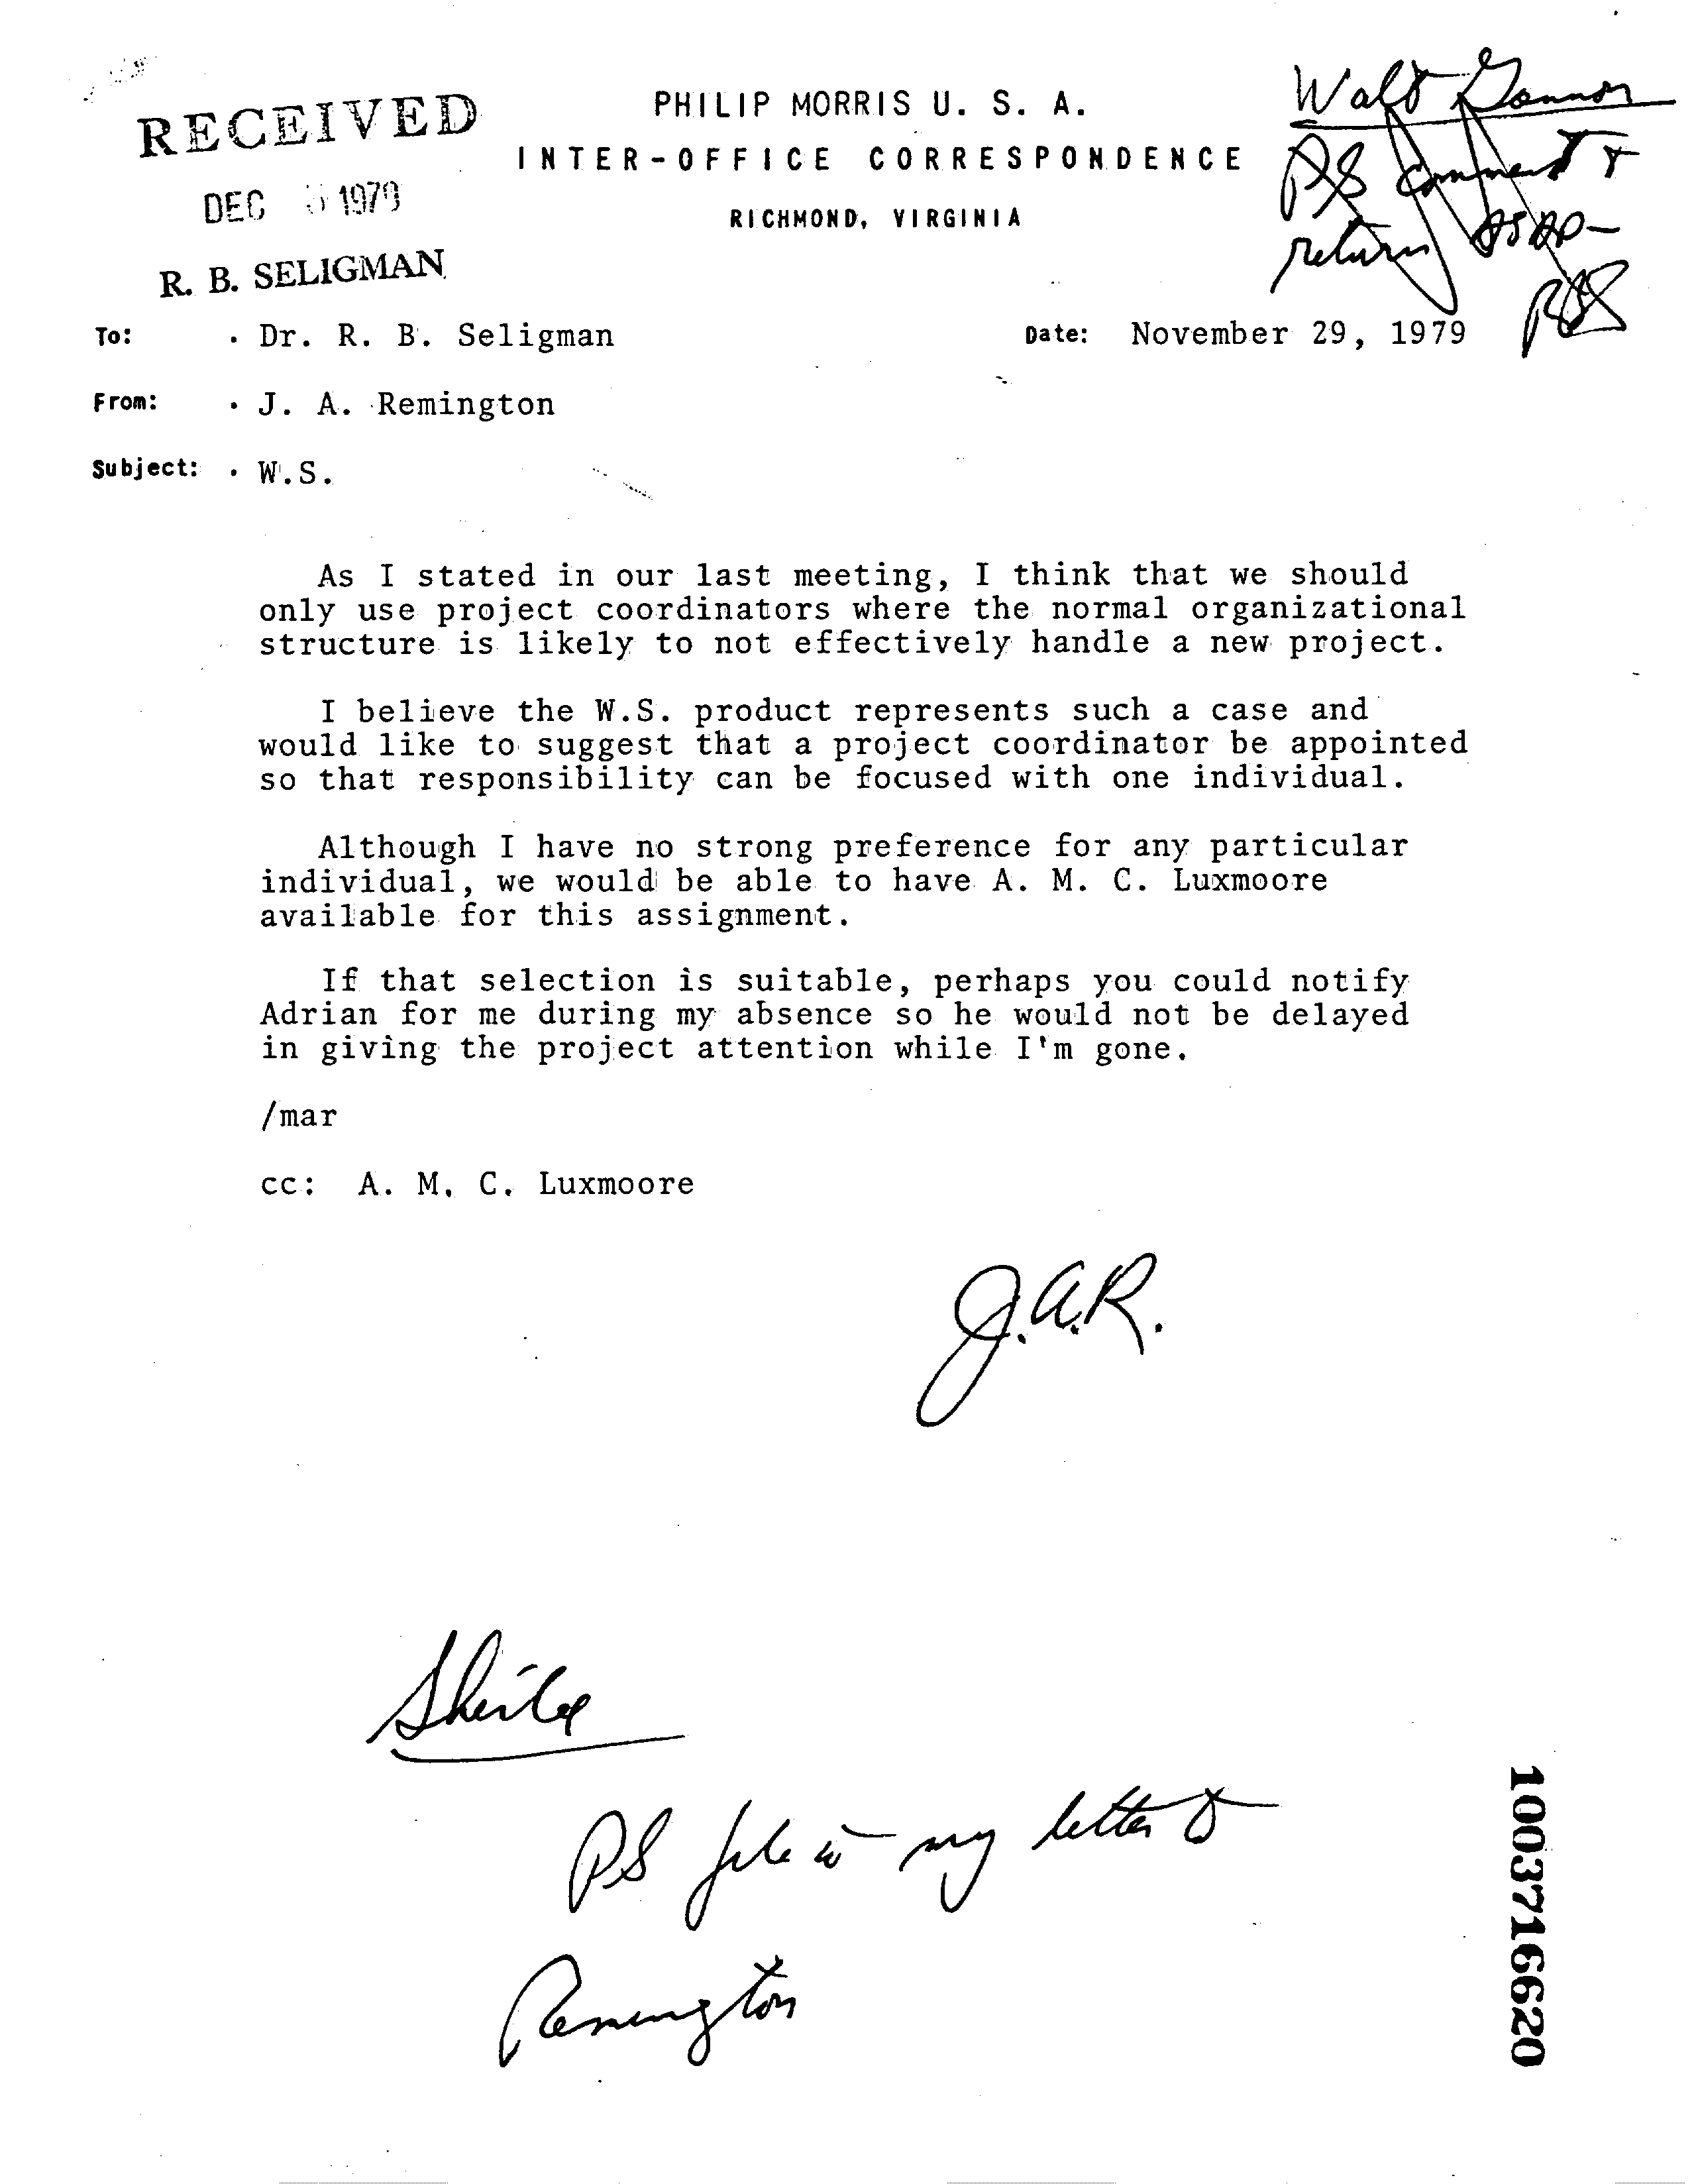 RECEIVED
DEC 1979
R. B. SELIGMAN
PHILIP MORRIS U. S. A.
INTER-OFFICE CORRESPONDENCE
RICHMOND, VIRGINIA
Walt Gannon
Pls comment &
return asap-
RBS
To: . Dr. R. B. Seligman Date: November 29, 1979
From: . J. A. Remington
Subject: . W.S.
As I stated in our last meeting, I think that we should
only use project coordinators where the normal organizational
structure is likely to not effectively handle a new project.
I believe the W.S. product represents such a case and
would like to suggest that a project coordinator be appointed
so that responsibility can be focused with one individual.
Although I have no strong preference for any particular
individual, we would be able to have A. M. C. Luxmoore
available for this assignment.
If that selection is suitable, perhaps you could notify
Adrian for me during my absence so he would not be delayed
in giving the project attention while I'm gone.
/mar
cc: A. M. C. Luxmoore
J.A.R.
Sheila
Pls file w my letter to
Remington
1003716620